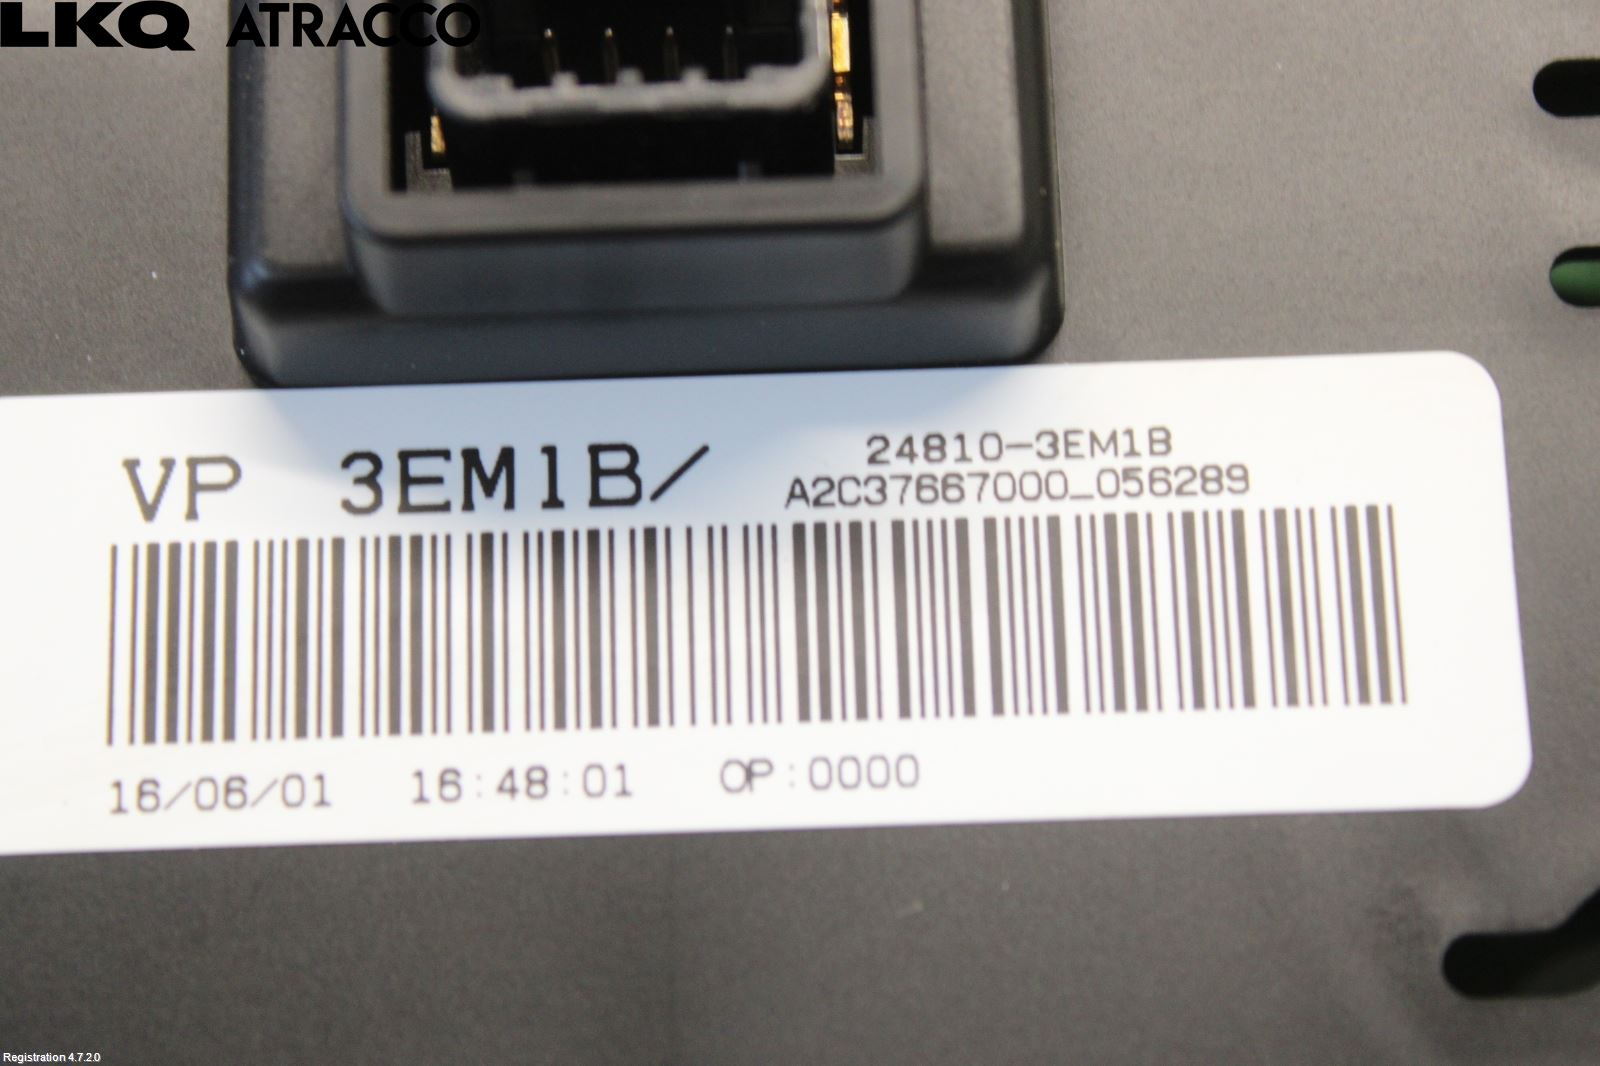 LKQ ATRACCO
VP 3EM1B/
24810-3EM1B
A2C37667000_056289
16/06/01 16:48:01 OP:0000
Registration 4.7.2.0